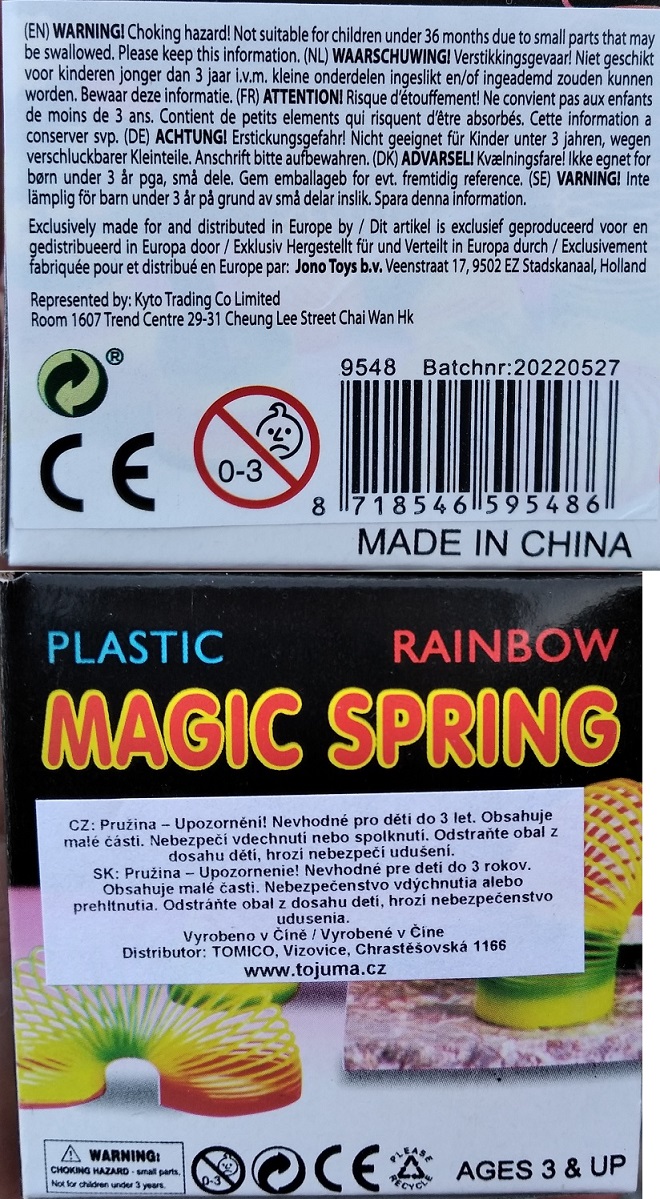 (EN) WARNING! Choking hazard! Not suitable for children under 36 months due to small parts that may
be swallowed. Please keep this information. (NL) WAARSCHUWING! Verstikkingsgevaar! Niet geschikt
voor kinderen jonger dan 3 jaar i.v.m. kleine onderdelen ingeslikt en/of ingeademd zouden kunnen
worden. Bewaar deze informatie. (FR) ATTENTION! Risque d'étouffement! Ne convient pas aux enfants
de moins de 3 ans. Contient de petits elements qui risquent d'être absorbés. Cette information a
conserver svp. (DE) ACHTUNG! Erstickungsgefahr! Nicht geeignet für Kinder unter 3 jahren, wegen
verschluckbarer Kleinteile. Anschrift bitte aufbewahren. (DK) ADVARSEL! Kvælningsfare! Ikke egnet for
børn under 3 år pga, små dele. Gem emballageb for evt. fremtidig reference. (SE) VARNING! Inte
lämplig för barn under 3 år på grund av små delar inslik. Spara denna information.
Exclusively made for and distributed in Europe by / Dit artikel is exclusief geproduceerd voor en
gedistribueerd in Europa door / Exklusiv Hergestellt für und Verteilt in Europa durch / Exclusivement
fabriquée pour et distribué en Europe par: Jono Toys b.v. Veenstraat 17, 9502 EZ Stadskanaal, Holland
Represented by: Kyto Trading Co Limited
Room 1607 Trend Centre 29-31 Cheung Lee Street Chai Wan Hk
®
9548 Batchnr:20220527
0-3
CE
8 718546 595486
MADE IN CHINA
PLASTIC RAINBOW
MAGIC SPRING
CZ: Pružina – Upozornění! Nevhodné pro děti do 3 let. Obsahuje
malé části. Nebezpečí vdechnutí nebo spolknutí. Odstraňte obal z
dosahu dětí, hrozí nebezpečí udušení.
SK: Pružina – Upozornenie! Nevhodné pre deti do 3 rokov.
Obsahuje malé časti. Nebezpečenstvo vdýchnutia alebo
prehltnutia. Odstráňte obal z dosahu detí, hrozí nebezpečenstvo
udusenia.
Vyrobeno v Číně / Vyrobené v Číne
Distributor: TOMICO, Vizovice, Chrastěšovská 1166
www.tojuma.cz
WARNING:
CHOKING HAZARD - small parts.
Not for children under 3 years.
0-3
CE
PLEASE RECYCLE
AGES 3 & UP